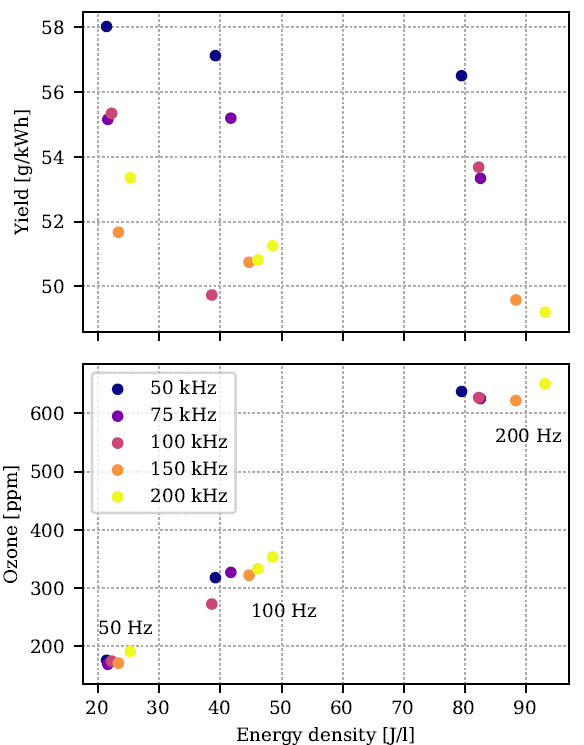 58
56
54
52
50
Yield [g/kWh]
50 kHz
75 kHz
100 kHz
150 kHz
200 kHz
600
500
400
300
200
Ozone [ppm]
200 Hz
100 Hz
50 Hz
20 30 40 50 60 70 80 90
Energy density [J/l]